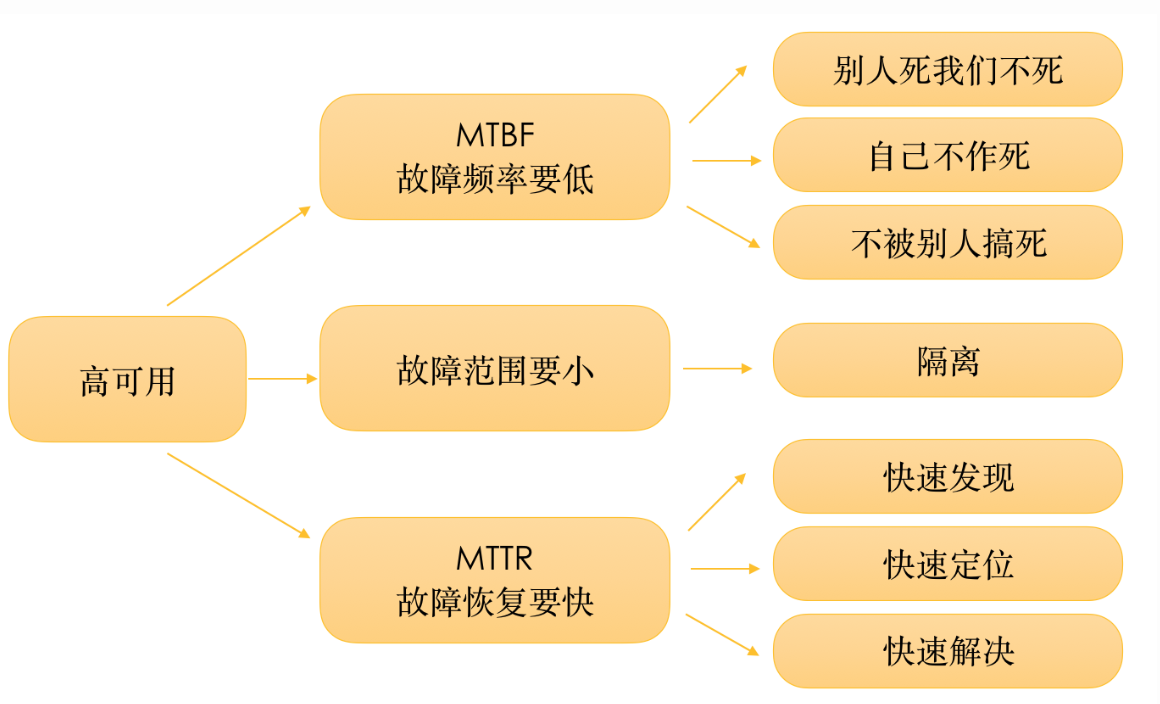 高可用
MTBF
故障频率要低
别人死我们不死
自己不作死
不被别人搞死
故障范围要小
隔离
MTTR
故障恢复要快
快速发现
快速定位
快速解决